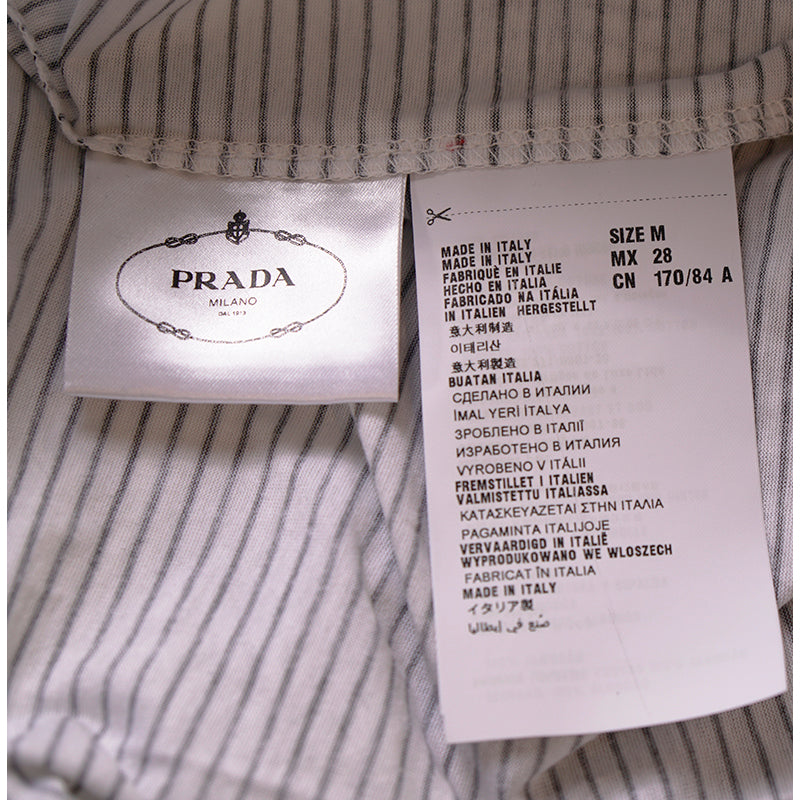 PRADA
MILANO
DAL 1913
MADE IN ITALY
MADE IN ITALY
FABRIQUÉ EN ITALIE
HECHO EN ITALIA
FABRICADO NA ITÁLIA
IN ITALIEN HERGESTELLT
意大利制造
이태리산
意大利製造
BUATAN ITALIA
СДЕЛАНО В ИТАЛИИ
İMAL YERİ İTALYA
ЗРОБЛЕНО В ІТАЛІЇ
ИЗРАБОТЕНО В ИТАЛИЯ
VYROBENO V ITÁLII
FREMSTILLET I ITALIEN
VALMISTETTU ITALIASSA
ΚΑΤΑΣΚΕΥΑΖΕΤΑΙ ΣΤΗΝ ΙΤΑΛΙΑ
PAGAMINTA ITALIJOJE
VERVAARDIGD IN ITALIË
WYPRODUKOWANO WE WLOSZECH
FABRICAT ÎN ITALIA
MADE IN ITALY
イタリア製
صُنع في إيطاليا
SIZE M
MX 28
CN 170/84 A